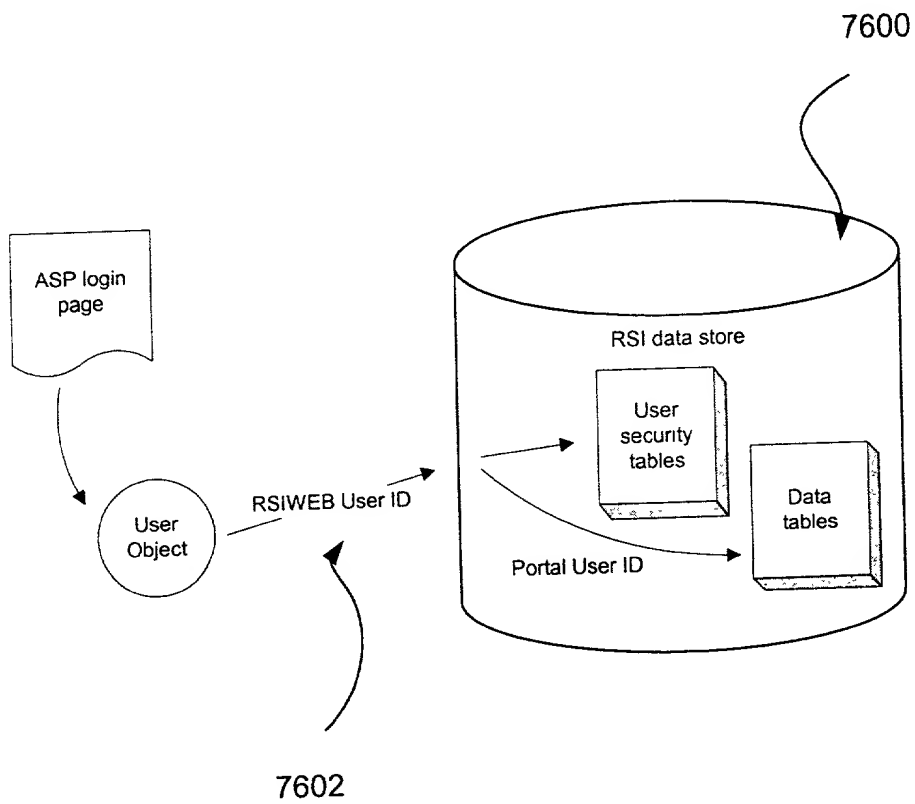 7600
ASP login
page
RSI data store
User
security
tables
RSIWEB User ID
User
Object
Data
tables
Portal User ID
7602